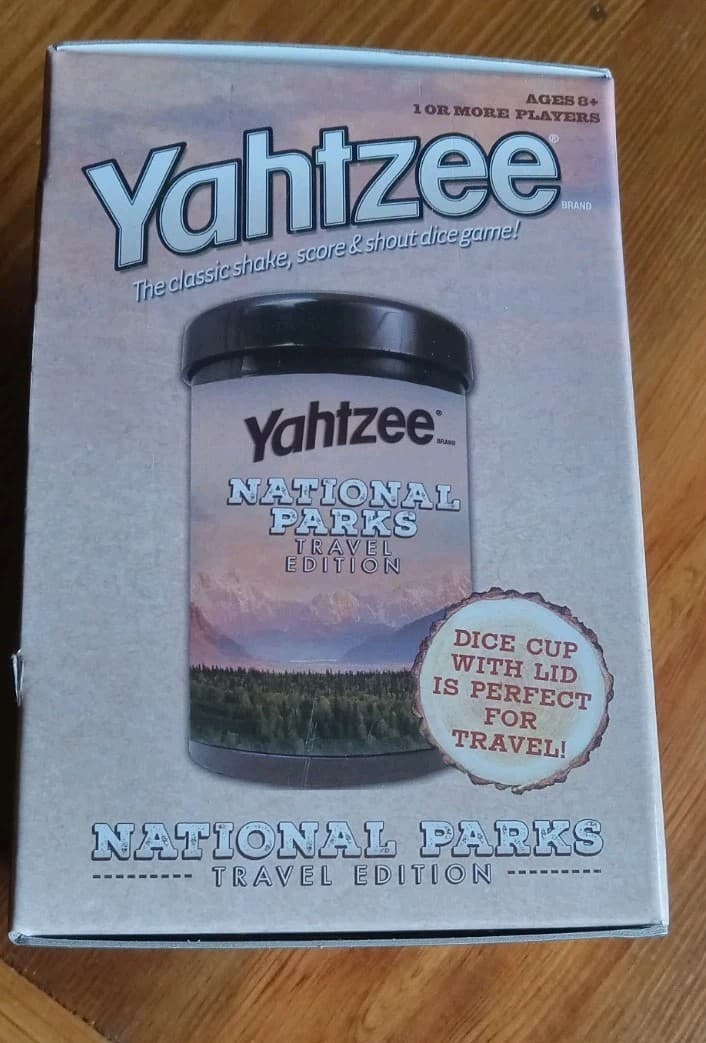 AGES 8+
1 OR MORE PLAYERS
Yahtzee®
BRAND
The classic shake, score & shout dice game!
Yahtzee®
BRAND
NATIONAL
PARKS
TRAVEL
EDITION
DICE CUP
WITH LID
IS PERFECT
FOR
TRAVEL!
NATIONAL PARKS
TRAVEL EDITION